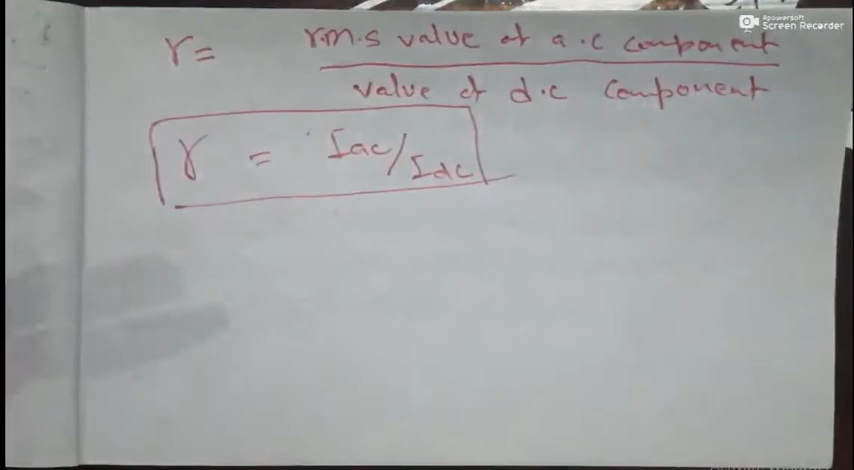 Apowersoft
Screen Recorder
r = r.m.s value of a.c component
value of d.c component
γ = Iac/Idc